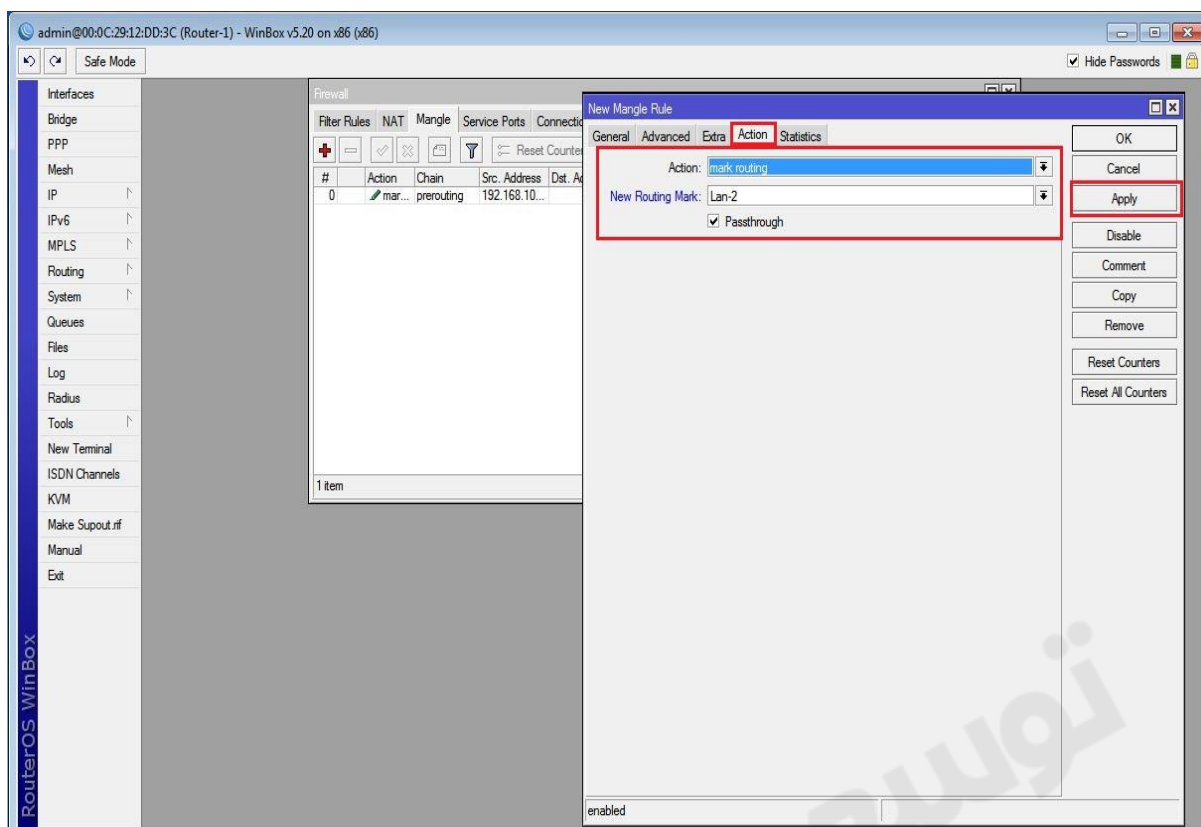 admin@00:0C:29:12:DD:3C (Router-1) - WinBox v5.20 on x86 (x86)
Safe Mode
Hide Passwords
Interfaces
Bridge
PPP
Mesh
IP
IPv6
MPLS
Routing
System
Queues
Files
Log
Radius
Tools
New Terminal
ISDN Channels
KVM
Make Supout.rif
Manual
Exit
RouterOS WinBox
Firewall
Filter Rules NAT Mangle Service Ports
Reset
# Action Chain Src. Address Dst.
0 mar... prerouting 192.168.10...
1 item
New Mangle Rule
General Advanced Extra Action Statistics
Action: mark routing
New Routing Mark: Lan-2
Passthrough
OK
Cancel
Apply
Disable
Comment
Copy
Remove
Reset Counters
Reset All Counters
enabled